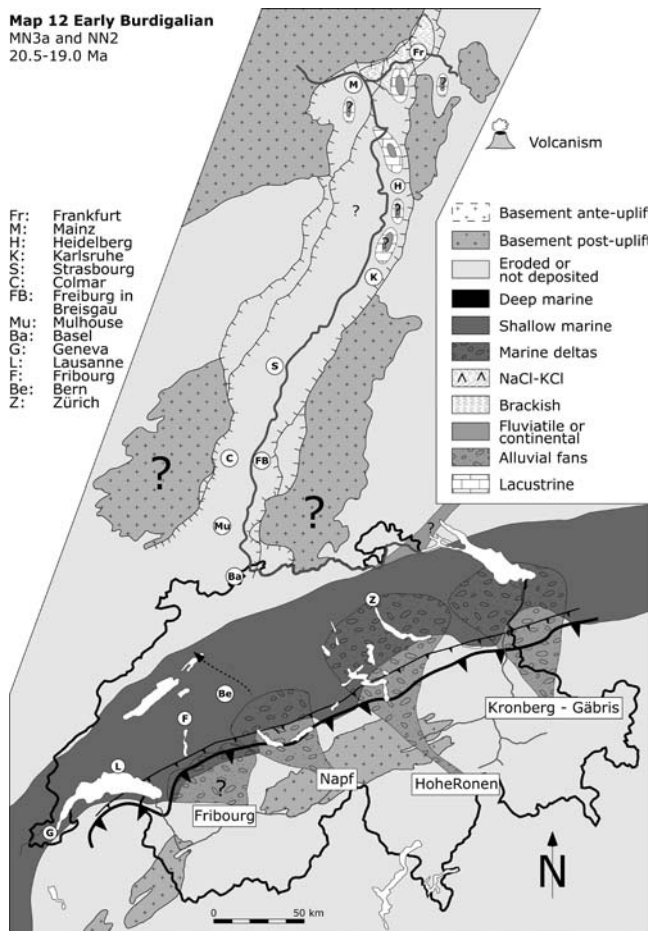 Map 12 Early Burdigalian
MN3a and NN2
20.5-19.0 Ma
Fr: Frankfurt
M: Mainz
H: Heidelberg
K: Karlsruhe
S: Strasbourg
C: Colmar
FB: Freiburg in
Breisgau
Mu: Mulhouse
Ba: Basel
G: Geneva
L: Lausanne
F: Fribourg
Be: Bern
Z: Zürich
Volcanism
Basement ante-uplift
Basement post-uplift
Eroded or
not deposited
Deep marine
Shallow marine
Marine deltas
NaCl-KCl
Brackish
Fluviatile or
continental
Alluvial fans
Lacustrine
Fr
M
?
?
H
?
?
?
K
S
?
C
FB
?
Mu
?
Ba
Z
Be
F
L
G
Kronberg - Gäbris
HoheRonen
Napf
?
Fribourg
N
0 50 km